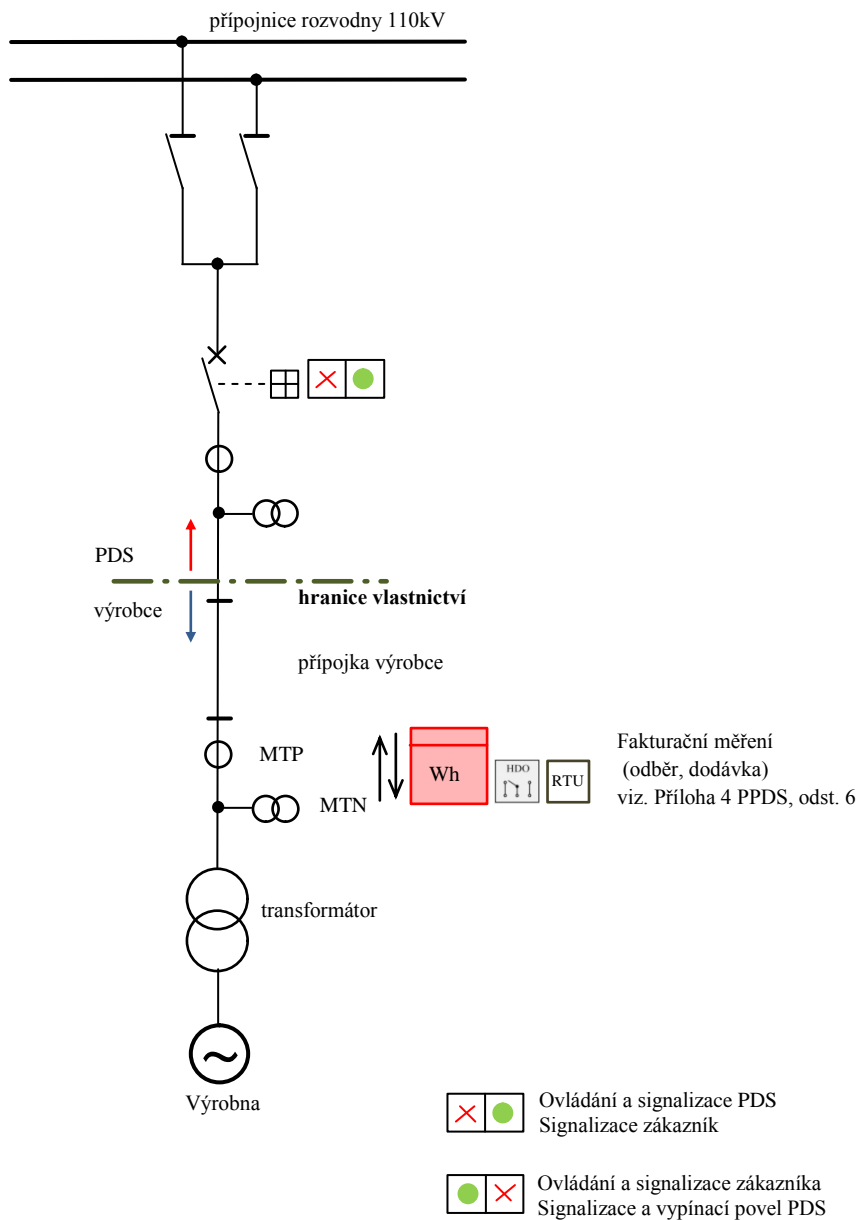 přípojnice rozvodny 110kV
PDS
výrobce
hranice vlastnictví
přípojka výrobce
MTP
Wh
HDO
RTU
Fakturační měření
(odběr, dodávka)
viz. Příloha 4 PPDS, odst. 6
MTN
transformátor
Výrobna
Ovládání a signalizace PDS
Signalizace zákazník
Ovládání a signalizace zákazníka
Signalizace a vypínací povel PDS